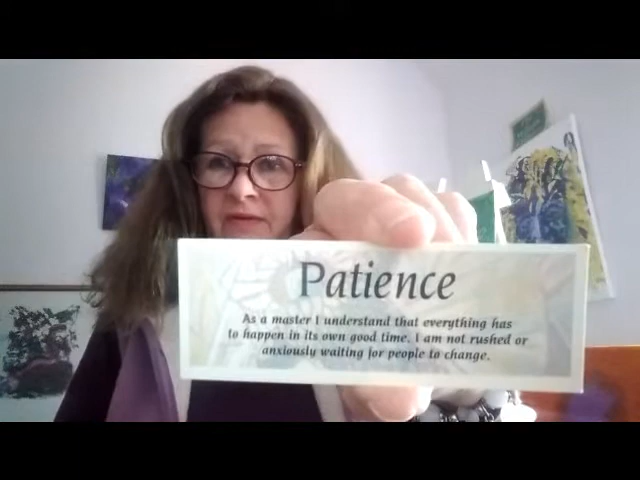 Patience
As a master I understand that everything has
to happen in its own good time. I am not rushed or
anxiously waiting for people to change.